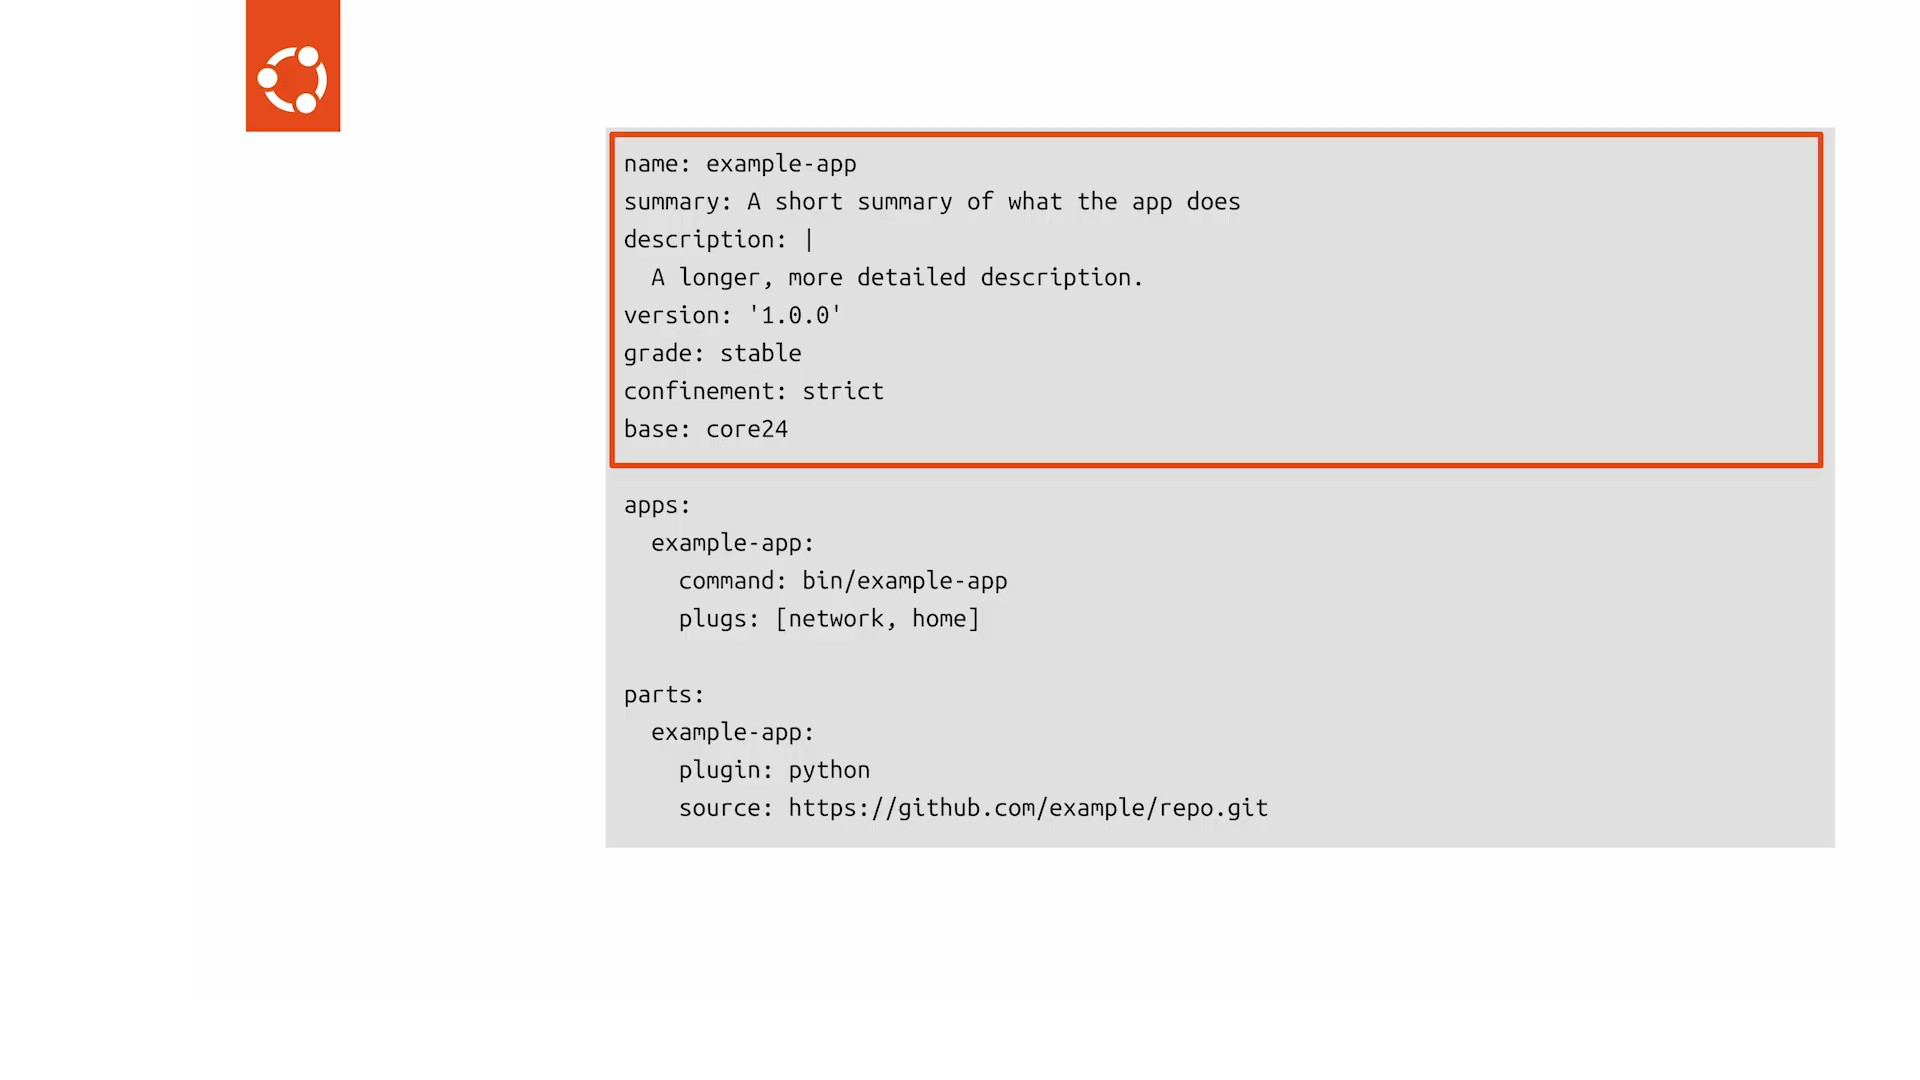 name: example-app
summary: A short summary of what the app does
description: |
  A longer, more detailed description.
version: '1.0.0'
grade: stable
confinement: strict
base: core24
apps:
  example-app:
    command: bin/example-app
    plugs: [network, home]
parts:
  example-app:
    plugin: python
    source: https://github.com/example/repo.git